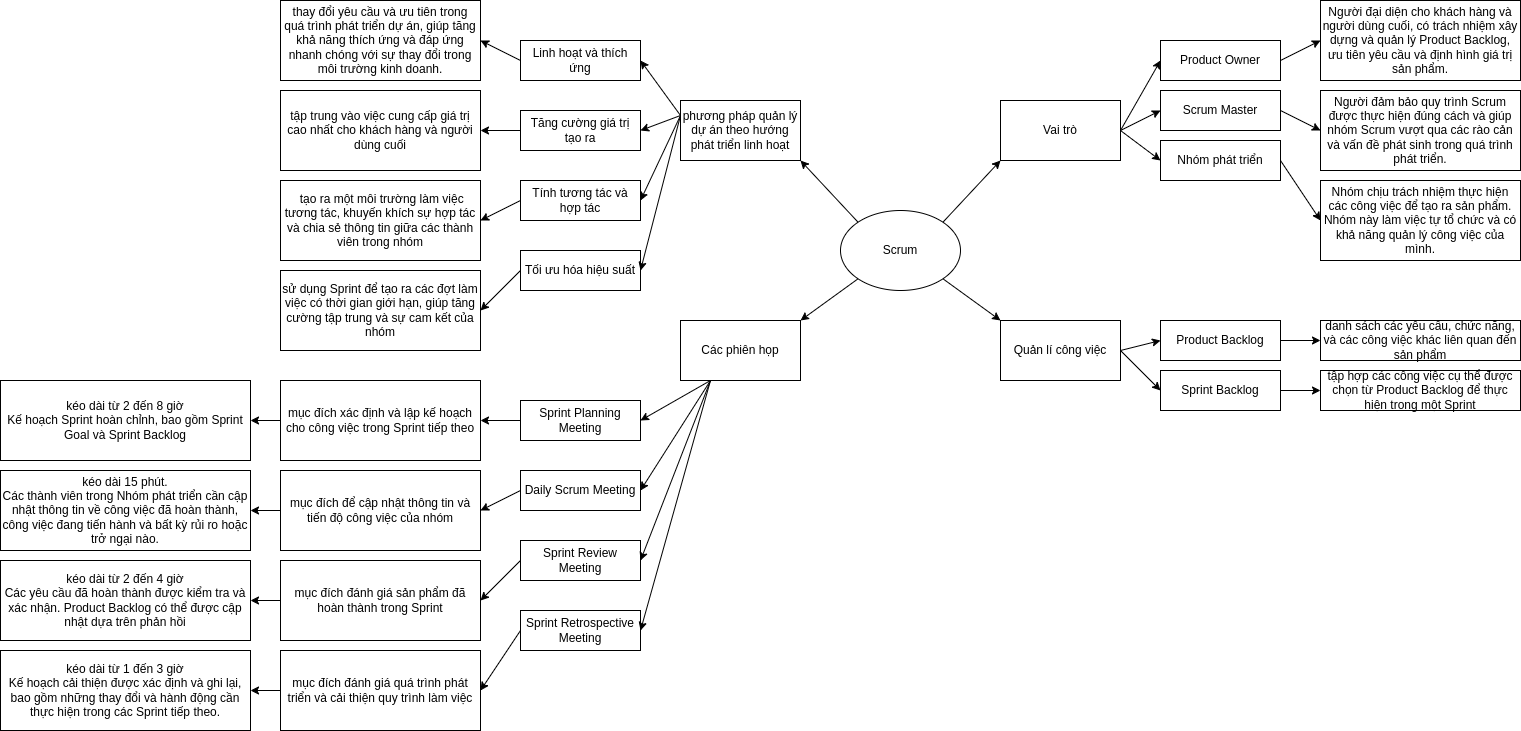 thay đổi yêu cầu và ưu tiên trong
quá trình phát triển dự án, giúp tăng
khả năng thích ứng và đáp ứng
nhanh chóng với sự thay đổi trong
môi trường kinh doanh.
Linh hoạt và thích
ứng
tập trung vào việc cung cấp giá trị
cao nhất cho khách hàng và người
dùng cuối
Tăng cường giá trị
tạo ra
tạo ra một môi trường làm việc
tương tác, khuyến khích sự hợp tác
và chia sẻ thông tin giữa các thành
viên trong nhóm
Tính tương tác và
hợp tác
sử dụng Sprint để tạo ra các đợt làm
việc có thời gian giới hạn, giúp tăng
cường tập trung và sự cam kết của
nhóm
Tối ưu hóa hiệu suất
phương pháp quản lý
dự án theo hướng
phát triển linh hoạt
Scrum
Vai trò
Product Owner
Người đại diện cho khách hàng và
người dùng cuối, có trách nhiệm xây
dựng và quản lý Product Backlog,
ưu tiên yêu cầu và định hình giá trị
sản phẩm.
Scrum Master
Người đảm bảo quy trình Scrum
được thực hiện đúng cách và giúp
nhóm Scrum vượt qua các rào cản
và vấn đề phát sinh trong quá trình
phát triển.
Nhóm phát triển
Nhóm chịu trách nhiệm thực hiện
các công việc để tạo ra sản phẩm.
Nhóm này làm việc tự tổ chức và có
khả năng quản lý công việc của
mình.
Quản lí công việc
Product Backlog
danh sách các yêu cầu, chức năng,
và các công việc khác liên quan đến
sản phẩm
Sprint Backlog
tập hợp các công việc cụ thể được
chọn từ Product Backlog để thực
hiện trong một Sprint
Các phiên họp
Sprint Planning
Meeting
mục đích xác định và lập kế hoạch
cho công việc trong Sprint tiếp theo
kéo dài từ 2 đến 8 giờ
Kế hoạch Sprint hoàn chỉnh, bao gồm Sprint
Goal và Sprint Backlog
Daily Scrum Meeting
mục đích để cập nhật thông tin và
tiến độ công việc của nhóm
kéo dài 15 phút.
Các thành viên trong Nhóm phát triển cần cập
nhật thông tin về công việc đã hoàn thành,
công việc đang tiến hành và bất kỳ rủi ro hoặc
trở ngại nào.
Sprint Review
Meeting
mục đích đánh giá sản phẩm đã
hoàn thành trong Sprint
kéo dài từ 2 đến 4 giờ
Các yêu cầu đã hoàn thành được kiểm tra và
xác nhận. Product Backlog có thể được cập
nhật dựa trên phản hồi
Sprint Retrospective
Meeting
mục đích đánh giá quá trình phát
triển và cải thiện quy trình làm việc
kéo dài từ 1 đến 3 giờ
Kế hoạch cải thiện được xác định và ghi lại,
bao gồm những thay đổi và hành động cần
thực hiện trong các Sprint tiếp theo.